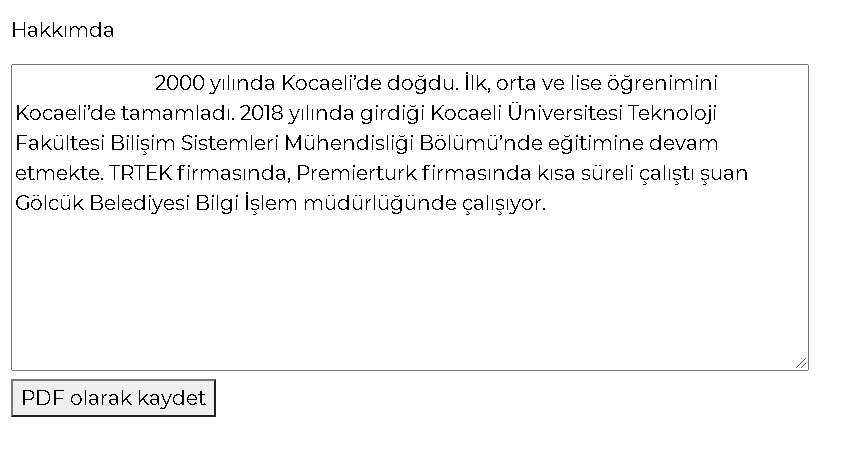 Hakkımda
2000 yılında Kocaeli’de doğdu. İlk, orta ve lise öğrenimini
Kocaeli’de tamamladı. 2018 yılında girdiği Kocaeli Üniversitesi Teknoloji
Fakültesi Bilişim Sistemleri Mühendisliği Bölümü’nde eğitimine devam
etmekte. TRTEK firmasında, Premierturk firmasında kısa süreli çalıştı şuan
Gölcük Belediyesi Bilgi İşlem müdürlüğünde çalışıyor.
PDF olarak kaydet